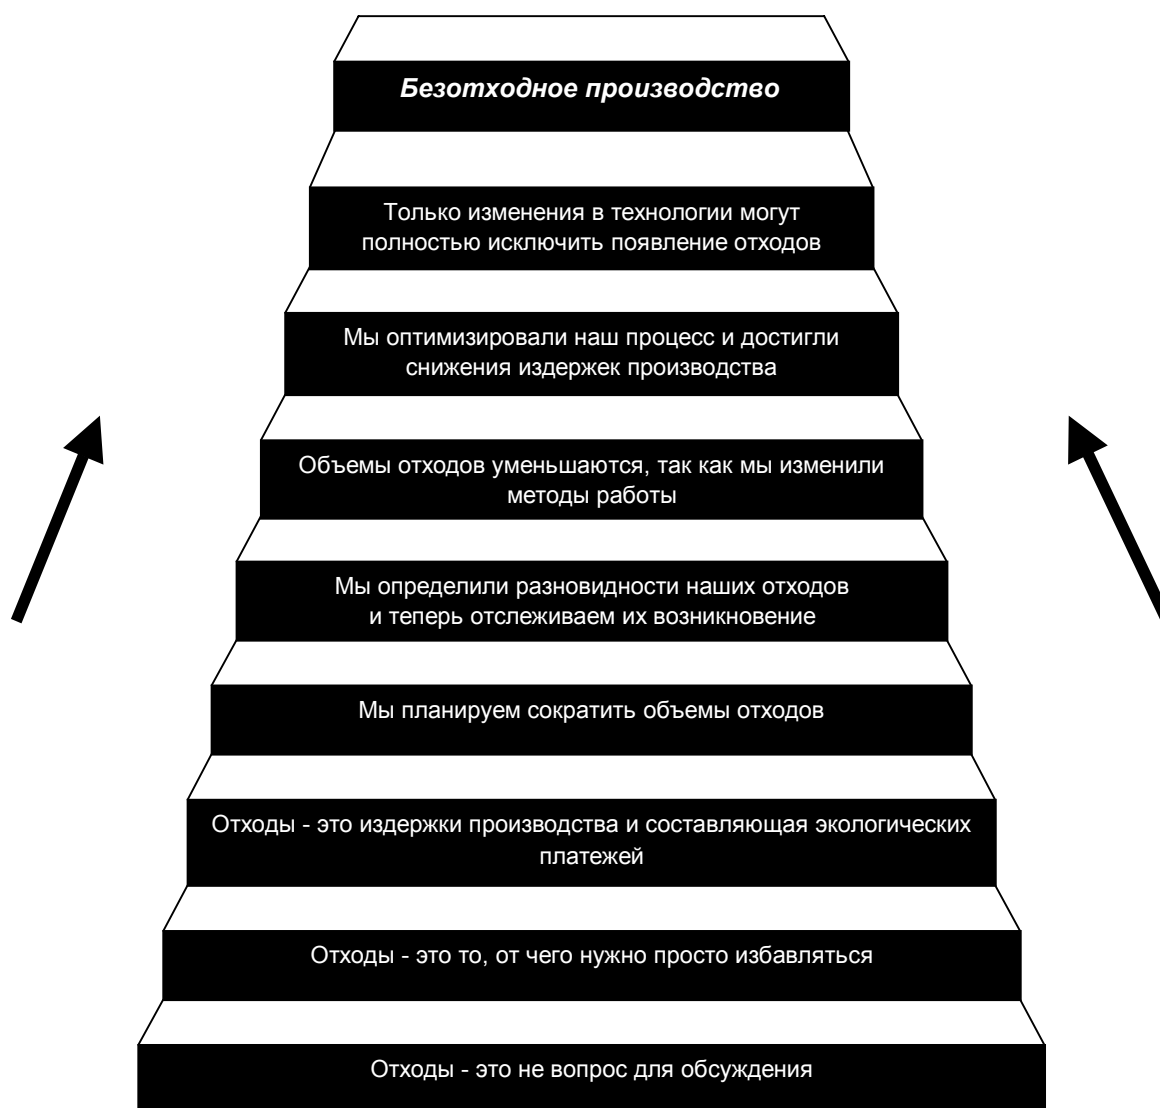 Безотходное производство
Только изменения в технологии могут
полностью исключить появление отходов
Мы оптимизировали наш процесс и достигли
снижения издержек производства
Объемы отходов уменьшаются, так как мы изменили
методы работы
Мы определили разновидности наших отходов
и теперь отслеживаем их возникновение
Мы планируем сократить объемы отходов
Отходы - это издержки производства и составляющая экологических
платежей
Отходы - это то, от чего нужно просто избавляться
Отходы - это не вопрос для обсуждения